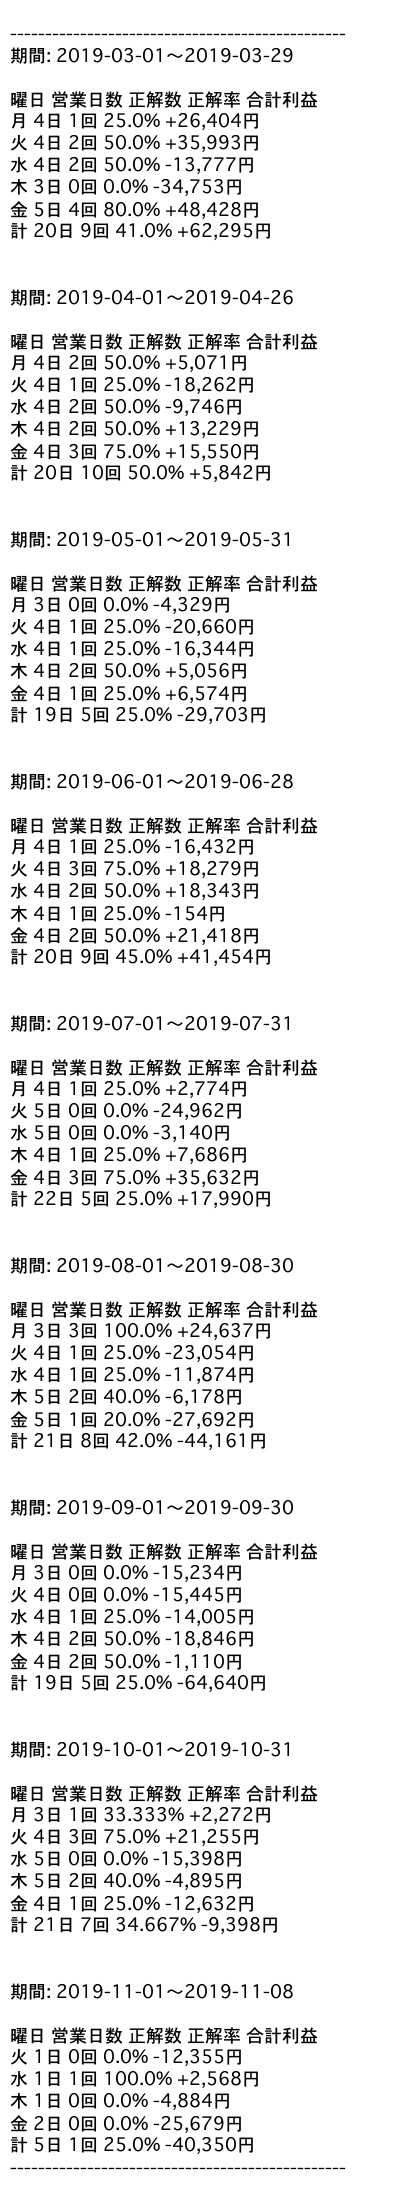 ------------------------------------------------
期間: 2019-03-01〜2019-03-29
曜日 営業日数 正解数 正解率 合計利益
月 4日 1回 25.0% +26,404円
火 4日 2回 50.0% +35,993円
水 4日 2回 50.0% -13,777円
木 3日 0回 0.0% -34,753円
金 5日 4回 80.0% +48,428円
計 20日 9回 41.0% +62,295円
期間: 2019-04-01〜2019-04-26
曜日 営業日数 正解数 正解率 合計利益
月 4日 2回 50.0% +5,071円
火 4日 1回 25.0% -18,262円
水 4日 2回 50.0% -9,746円
木 4日 2回 50.0% +13,229円
金 4日 3回 75.0% +15,550円
計 20日 10回 50.0% +5,842円
期間: 2019-05-01〜2019-05-31
曜日 営業日数 正解数 正解率 合計利益
月 3日 0回 0.0% -4,329円
火 4日 1回 25.0% -20,660円
水 4日 1回 25.0% -16,344円
木 4日 2回 50.0% +5,056円
金 4日 1回 25.0% +6,574円
計 19日 5回 25.0% -29,703円
期間: 2019-06-01〜2019-06-28
曜日 営業日数 正解数 正解率 合計利益
月 4日 1回 25.0% -16,432円
火 4日 3回 75.0% +18,279円
水 4日 2回 50.0% +18,343円
木 4日 1回 25.0% -154円
金 4日 2回 50.0% +21,418円
計 20日 9回 45.0% +41,454円
期間: 2019-07-01〜2019-07-31
曜日 営業日数 正解数 正解率 合計利益
月 4日 1回 25.0% +2,774円
火 5日 0回 0.0% -24,962円
水 5日 0回 0.0% -3,140円
木 4日 1回 25.0% +7,686円
金 4日 3回 75.0% +35,632円
計 22日 5回 25.0% +17,990円
期間: 2019-08-01〜2019-08-30
曜日 営業日数 正解数 正解率 合計利益
月 3日 3回 100.0% +24,637円
火 4日 1回 25.0% -23,054円
水 4日 1回 25.0% -11,874円
木 5日 2回 40.0% -6,178円
金 5日 1回 20.0% -27,692円
計 21日 8回 42.0% -44,161円
期間: 2019-09-01〜2019-09-30
曜日 営業日数 正解数 正解率 合計利益
月 3日 0回 0.0% -15,234円
火 4日 0回 0.0% -15,445円
水 4日 1回 25.0% -14,005円
木 4日 2回 50.0% -18,846円
金 4日 2回 50.0% -1,110円
計 19日 5回 25.0% -64,640円
期間: 2019-10-01〜2019-10-31
曜日 営業日数 正解数 正解率 合計利益
月 3日 1回 33.333% +2,272円
火 4日 3回 75.0% +21,255円
水 5日 0回 0.0% -15,398円
木 5日 2回 40.0% -4,895円
金 4日 1回 25.0% -12,632円
計 21日 7回 34.667% -9,398円
期間: 2019-11-01〜2019-11-08
曜日 営業日数 正解数 正解率 合計利益
火 1日 0回 0.0% -12,355円
水 1日 1回 100.0% +2,568円
木 1日 0回 0.0% -4,884円
金 2日 0回 0.0% -25,679円
計 5日 1回 25.0% -40,350円
------------------------------------------------